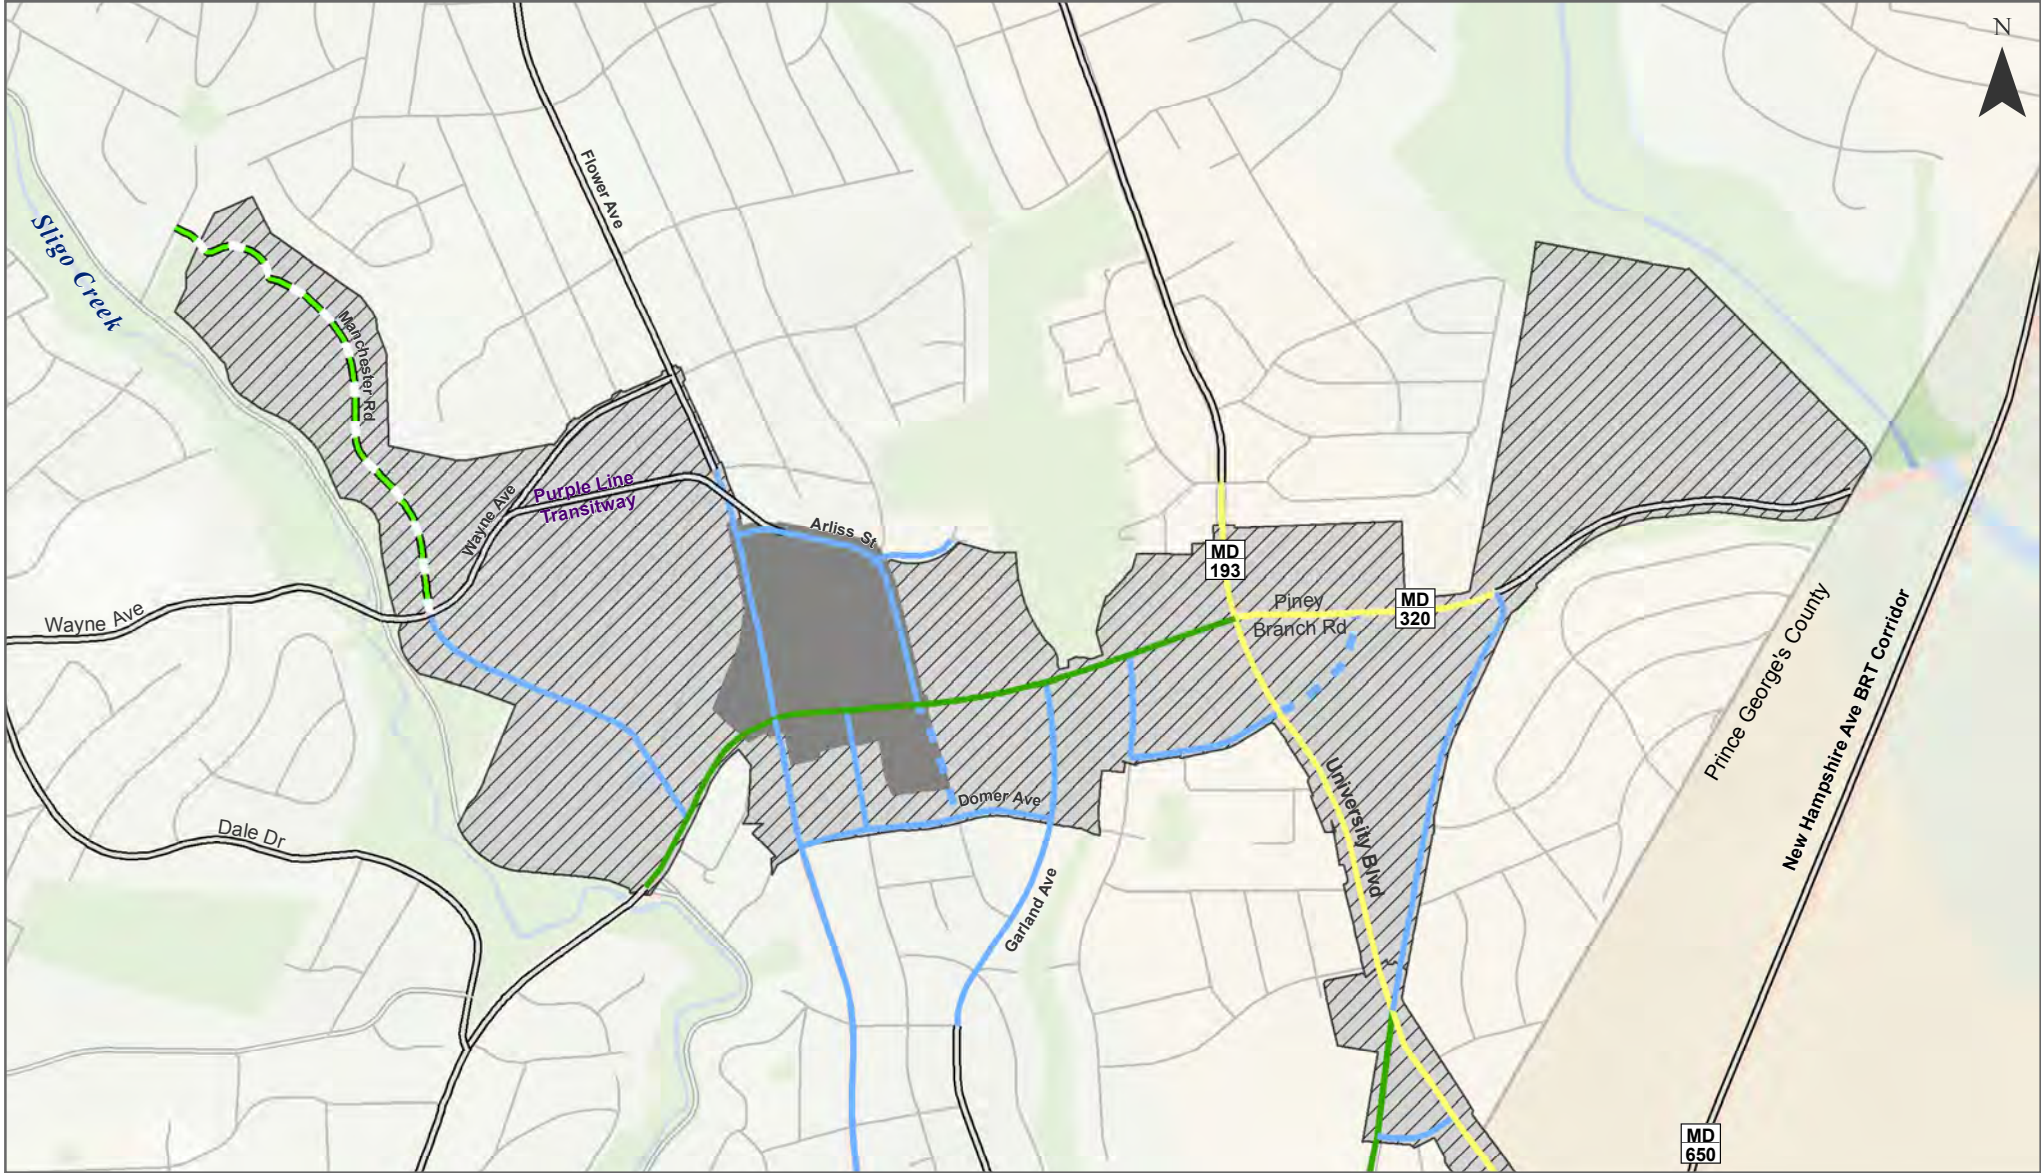 N
Flower Ave
Sligo Creek
Manchester Rd
Purple Line
Transitway
Wayne Ave
Arliss St
MD
193
Piney
Branch Rd
MD
320
Wayne Ave
Prince George's County
New Hampshire Ave BRT Corridor
Domer Ave
University Blvd
Dale Dr
Garland Ave
MD
650